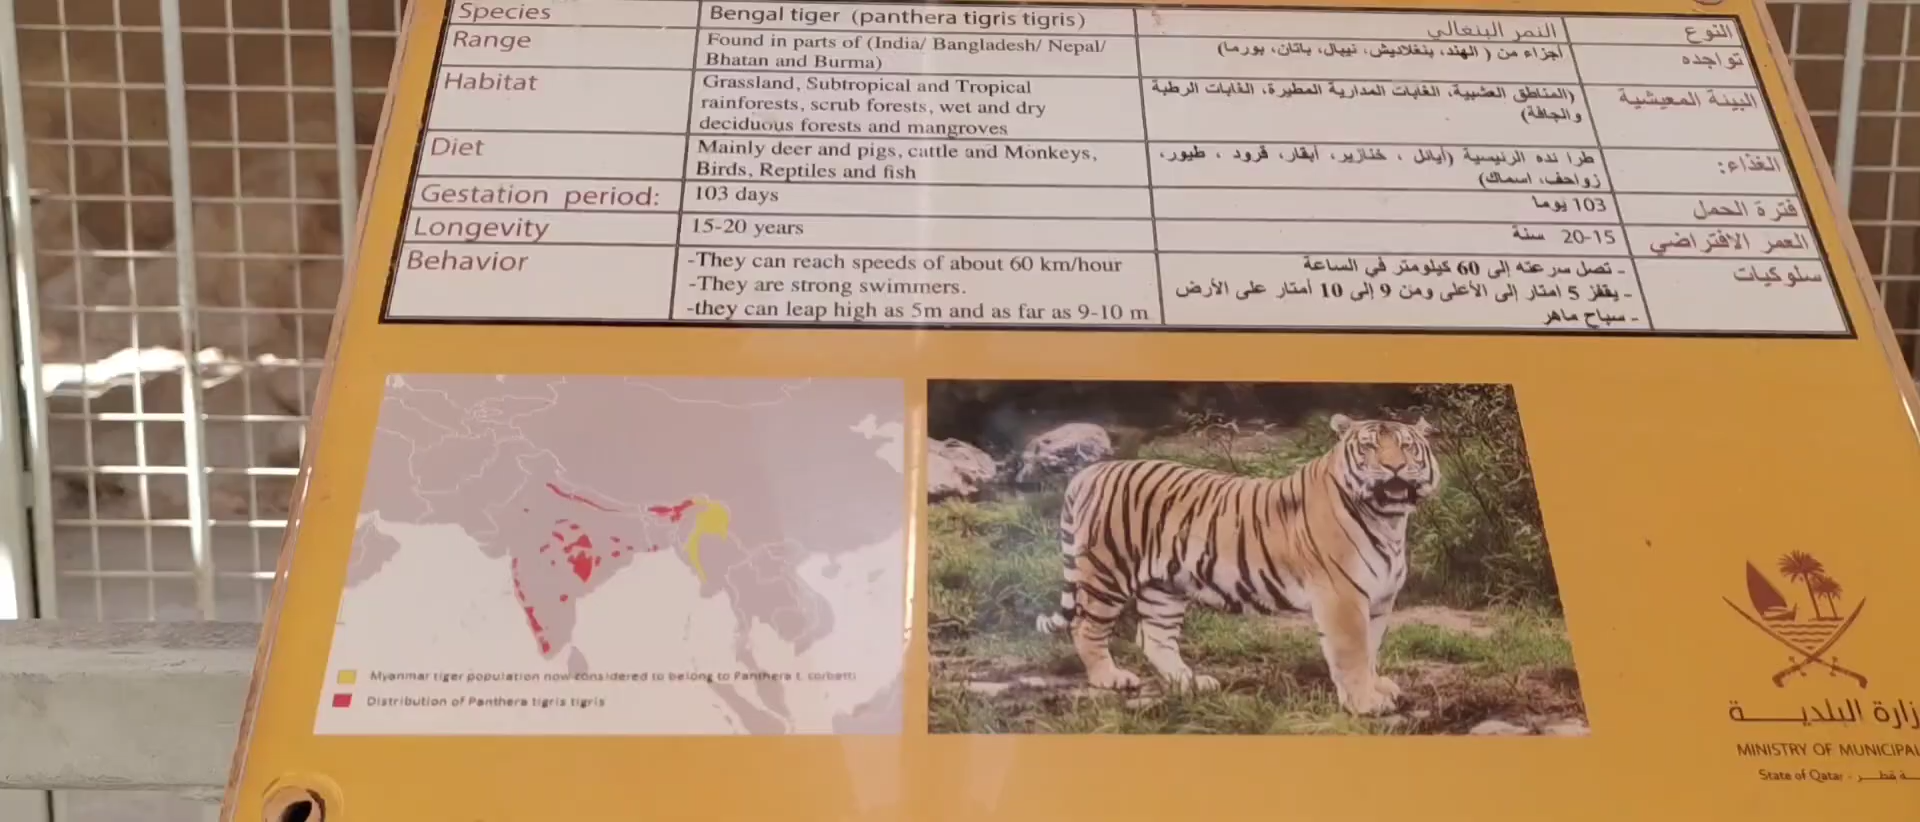 Species
Bengal tiger (panthera tigris tigris)
النمر البنغالي
النوع
Range
Found in parts of (India/ Bangladesh/ Nepal/
Bhatan and Burma)
أجزاء من ( الهند، بنغلاديش، نيبال، باتان، بورما)
تواجده
Habitat
Grassland, Subtropical and Tropical
rainforests, scrub forests, wet and dry
deciduous forests and mangroves
(المناطق العشبية، الغابات المدارية المطيرة، الغابات الرطبة
والجافة)
البيئة المعيشية
Diet
Mainly deer and pigs, cattle and Monkeys,
Birds, Reptiles and fish
طرا ئده الرئيسية (أيائل ، خنازير، أبقار، قرود ، طيور،
زواحف، اسماك)
الغذاء:
Gestation period:
103 days
103 يوما
فترة الحمل
Longevity
15-20 years
20-15 سنة
العمر الافتراضي
Behavior
-They can reach speeds of about 60 km/hour
-They are strong swimmers.
-they can leap high as 5m and as far as 9-10 m
- تصل سرعته إلى 60 كيلومتر في الساعة
- يقفز 5 امتار إلى الأعلى ومن 9 إلى 10 أمتار على الأرض
- سباح ماهر
سلوكيات
Myanmar tiger population now considered to belong to Panthera t. corbetti
Distribution of Panthera tigris tigris
زارة البلدية
MINISTRY OF MUNICIPAL
State of Qatar -